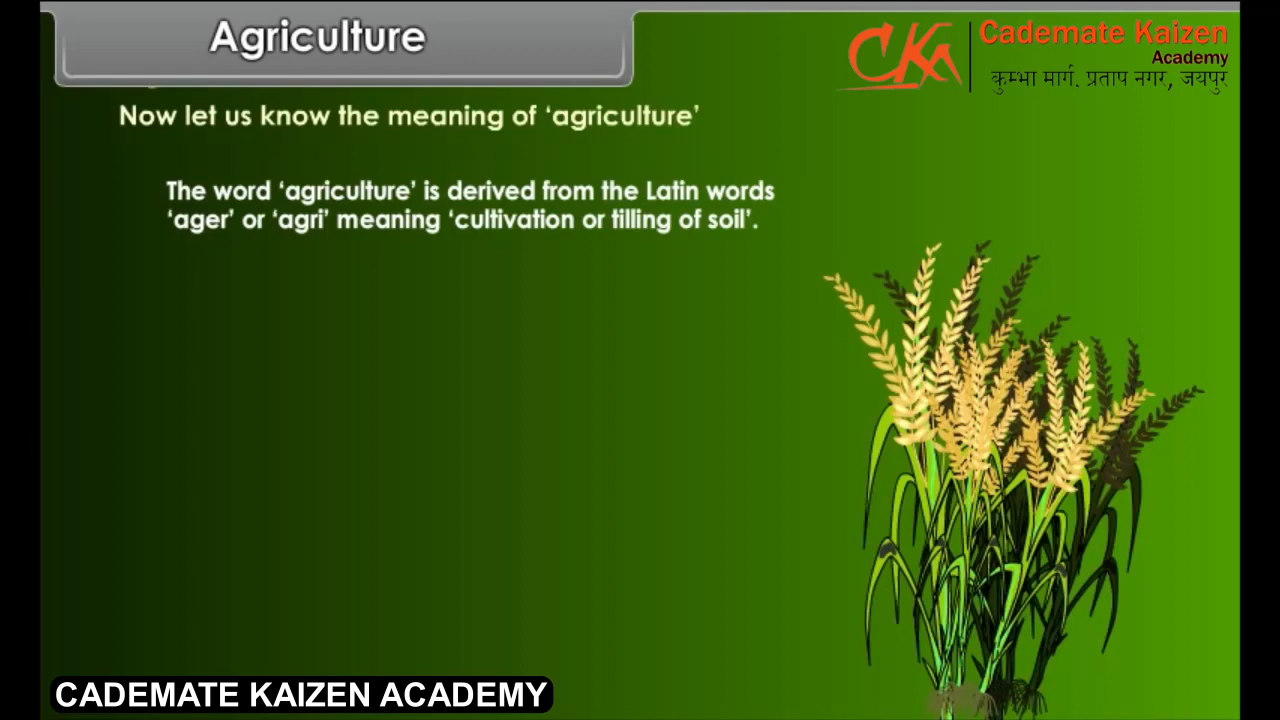 Agriculture
CKA
Cademate Kaizen
Academy
कुम्भा मार्ग. प्रताप नगर, जयपुर
Now let us know the meaning of ‘agriculture’
The word ‘agriculture’ is derived from the Latin words
‘ager’ or ‘agri’ meaning ‘cultivation or tilling of soil’.
CADEMATE KAIZEN ACADEMY